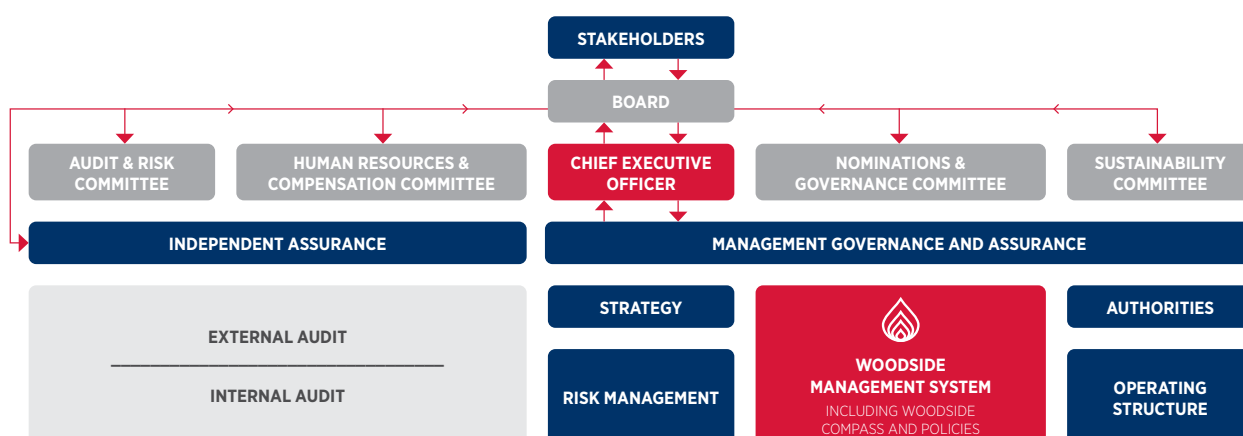 STAKEHOLDERS
BOARD
AUDIT & RISK
COMMITTEE
HUMAN RESOURCES &
COMPENSATION COMMITTEE
CHIEF EXECUTIVE
OFFICER
NOMINATIONS &
GOVERNANCE COMMITTEE
SUSTAINABILITY
COMMITTEE
INDEPENDENT ASSURANCE
MANAGEMENT GOVERNANCE AND ASSURANCE
EXTERNAL AUDIT
INTERNAL AUDIT
STRATEGY
RISK MANAGEMENT
WOODSIDE
MANAGEMENT SYSTEM
INCLUDING WOODSIDE
COMPASS AND POLICIES
AUTHORITIES
OPERATING
STRUCTURE